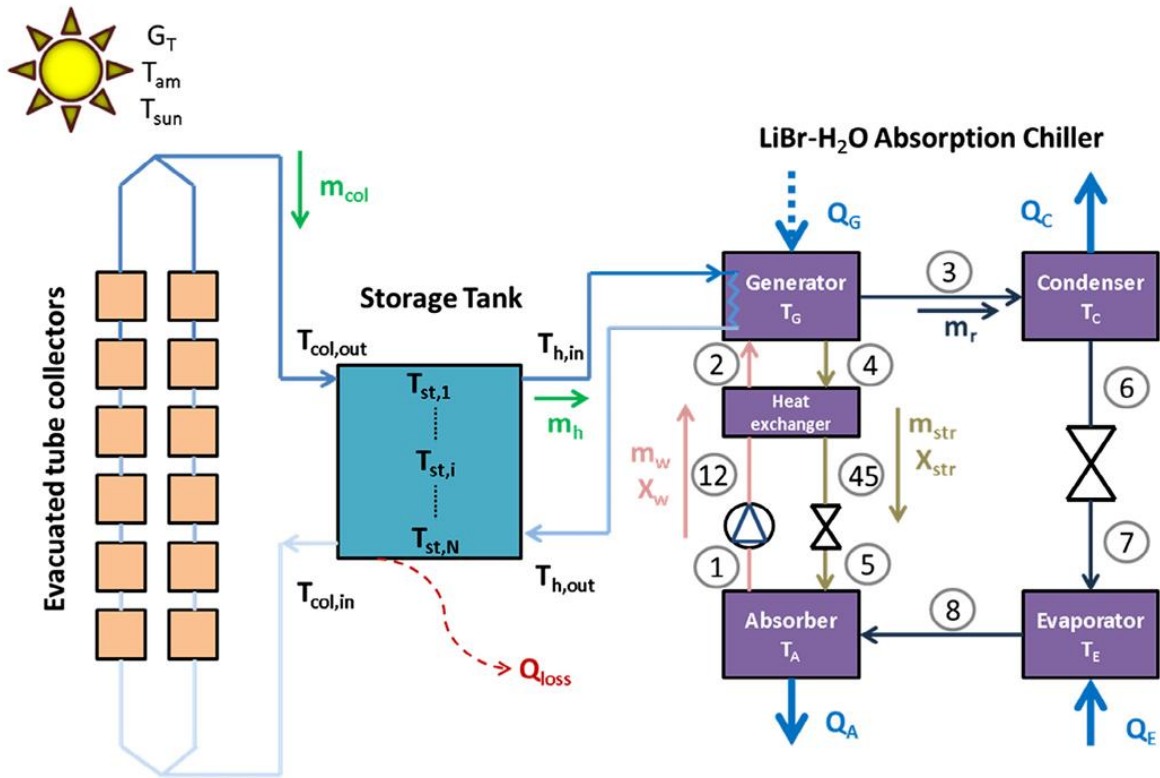 G_T
T_am
T_sun
LiBr-H₂O Absorption Chiller
m_col
Q_G
Q_C
Evacuated tube collectors
Storage Tank
Generator
T_G
3
m_r
Condenser
T_C
T_col,out
T_h,in
2
4
6
T_st,1
m_h
Heat
exchanger
m_w
X_w
m_str
X_str
T_st,i
12
45
T_st,N
7
1
5
T_col,in
T_h,out
Absorber
T_A
8
Evaporator
T_E
Q_loss
Q_A
Q_E